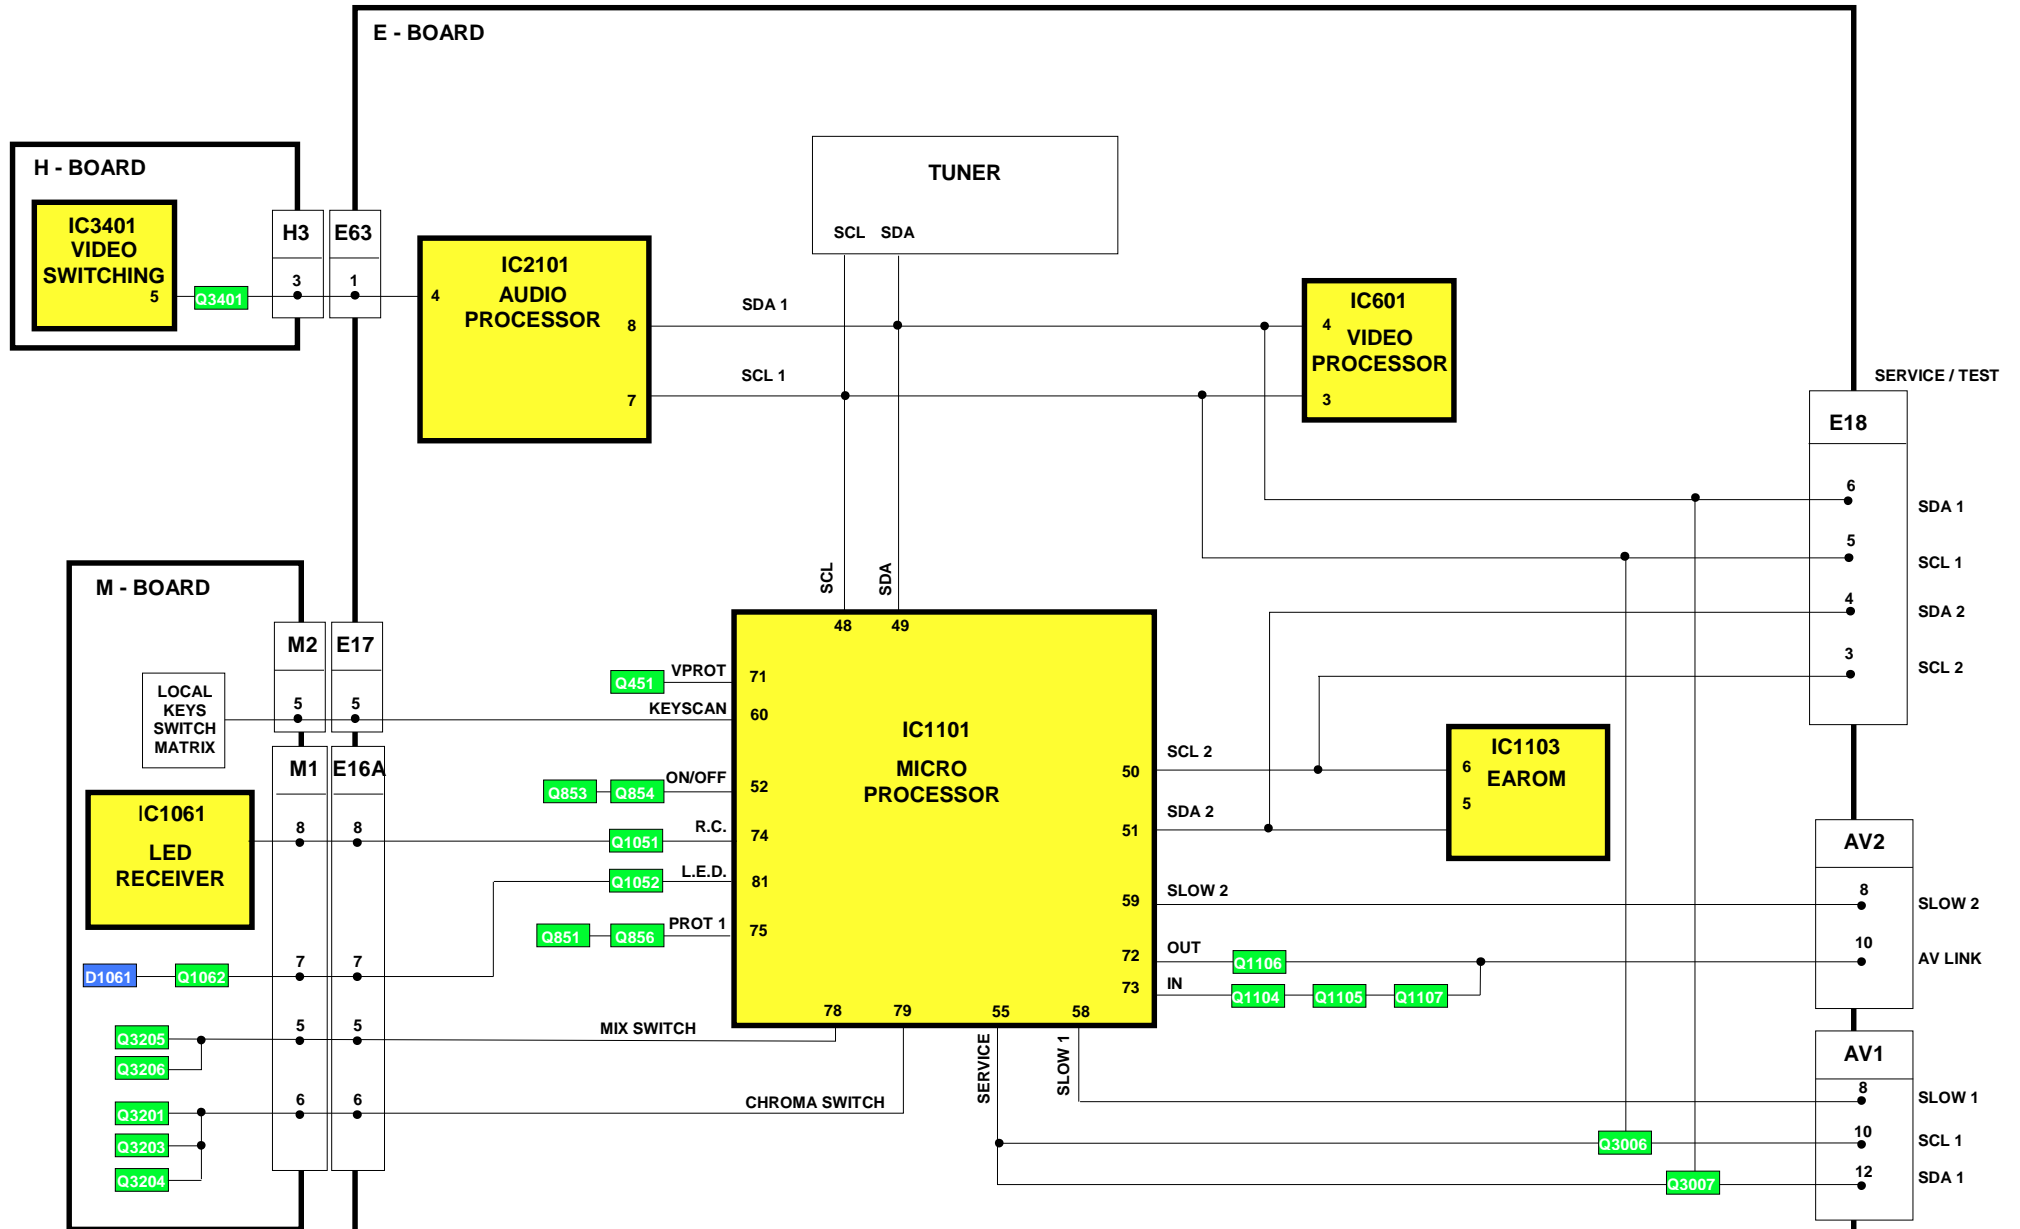 E - BOARD
H - BOARD
IC3401
VIDEO
SWITCHING
5
Q3401
H3
3
E63
1
IC2101
AUDIO
PROCESSOR
4
8
7
TUNER
SCL SDA
SDA 1
SCL 1
IC601
4
VIDEO
PROCESSOR
3
SERVICE / TEST
E18
6
SDA 1
5
SCL 1
4
SDA 2
3
SCL 2
M - BOARD
M2
5
E17
5
LOCAL
KEYS
SWITCH
MATRIX
M1
E16A
IC1061
LED
RECEIVER
8
8
D1061
Q1062
7
7
Q3205
Q3206
5
5
MIX SWITCH
Q3201
Q3203
Q3204
6
6
CHROMA SWITCH
SCL
SDA
48
49
Q451
VPROT
71
KEYSCAN
60
Q853
Q854
ON/OFF
52
Q1051
R.C.
74
Q1052
L.E.D.
81
Q851
Q856
PROT 1
75
IC1101
MICRO
PROCESSOR
78
79
55
58
SERVICE
SLOW 1
50
SCL 2
51
SDA 2
IC1103
EAROM
6
5
59
SLOW 2
72
OUT
Q1106
73
IN
Q1104
Q1105
Q1107
AV2
8
SLOW 2
10
AV LINK
AV1
8
SLOW 1
Q3006
10
SCL 1
Q3007
12
SDA 1